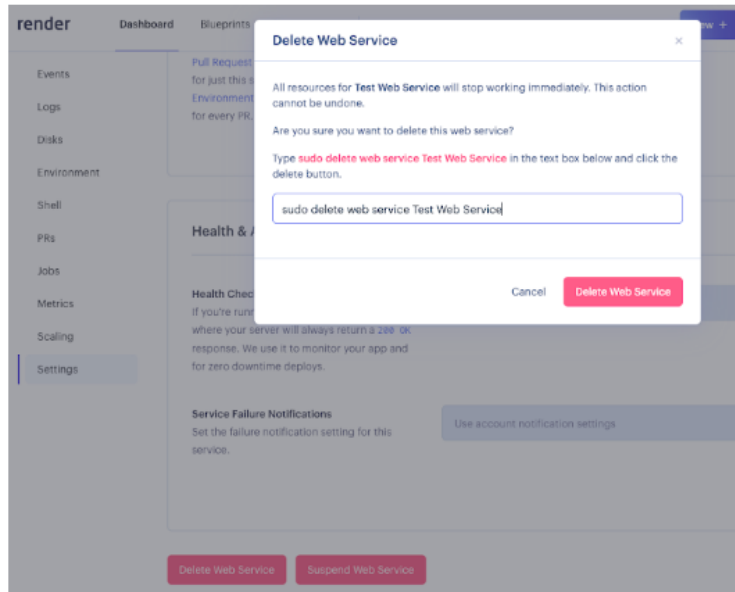 render
Dashboard
Blueprints
ew +
Events
Logs
Disks
Environment
Shell
PRs
Jobs
Metrics
Scaling
Settings
Pull Request
for just this s
Environment
for every PR.
Delete Web Service
×
All resources for Test Web Service will stop working immediately. This action
cannot be undone.
Are you sure you want to delete this web service?
Type sudo delete web service Test Web Service in the text box below and click the
delete button.
sudo delete web service Test Web Service
Cancel
Delete Web Service
Health & A
Health Chec
If you're runn
where your server will always return a 200 OK
response. We use it to monitor your app and
for zero downtime deploys.
Service Failure Notifications
Set the failure notification setting for this
service.
Use account notification settings
Delete Web Service
Suspend Web Service